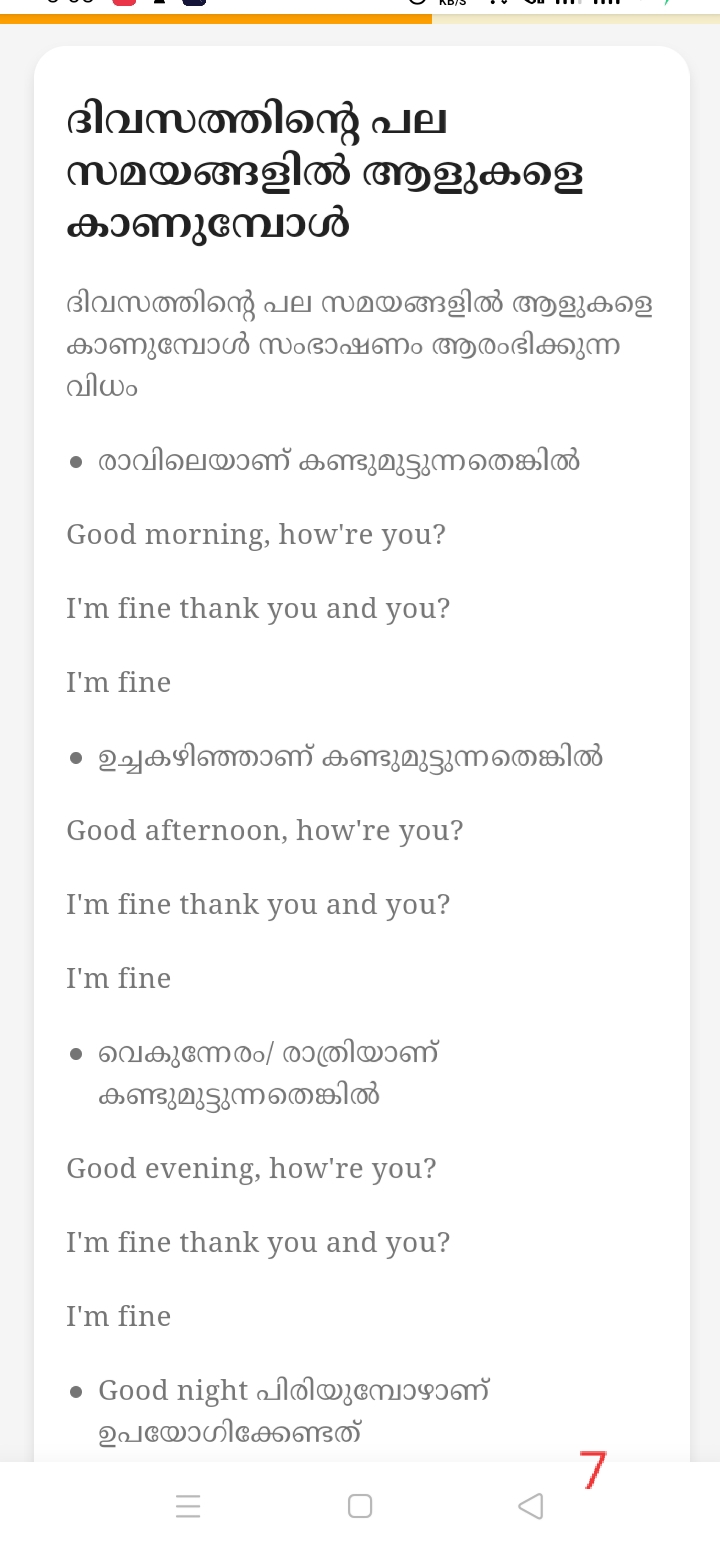 KB/S
ദിവസത്തിന്റെ പല
സമയങ്ങളിൽ ആളുകളെ
കാണുമ്പോൾ
ദിവസത്തിന്റെ പല സമയങ്ങളിൽ ആളുകളെ
കാണുമ്പോൾ സംഭാഷണം ആരംഭിക്കുന്ന
വിധം
• രാവിലെയാണ് കണ്ടുമുട്ടുന്നതെങ്കിൽ
Good morning, how're you?
I'm fine thank you and you?
I'm fine
• ഉച്ചകഴിഞ്ഞാണ് കണ്ടുമുട്ടുന്നതെങ്കിൽ
Good afternoon, how're you?
I'm fine thank you and you?
I'm fine
• വെകുന്നേരം/ രാത്രിയാണ്
കണ്ടുമുട്ടുന്നതെങ്കിൽ
Good evening, how're you?
I'm fine thank you and you?
I'm fine
• Good night പിരിയുമ്പോഴാണ്
ഉപയോഗിക്കേണ്ടത്
7